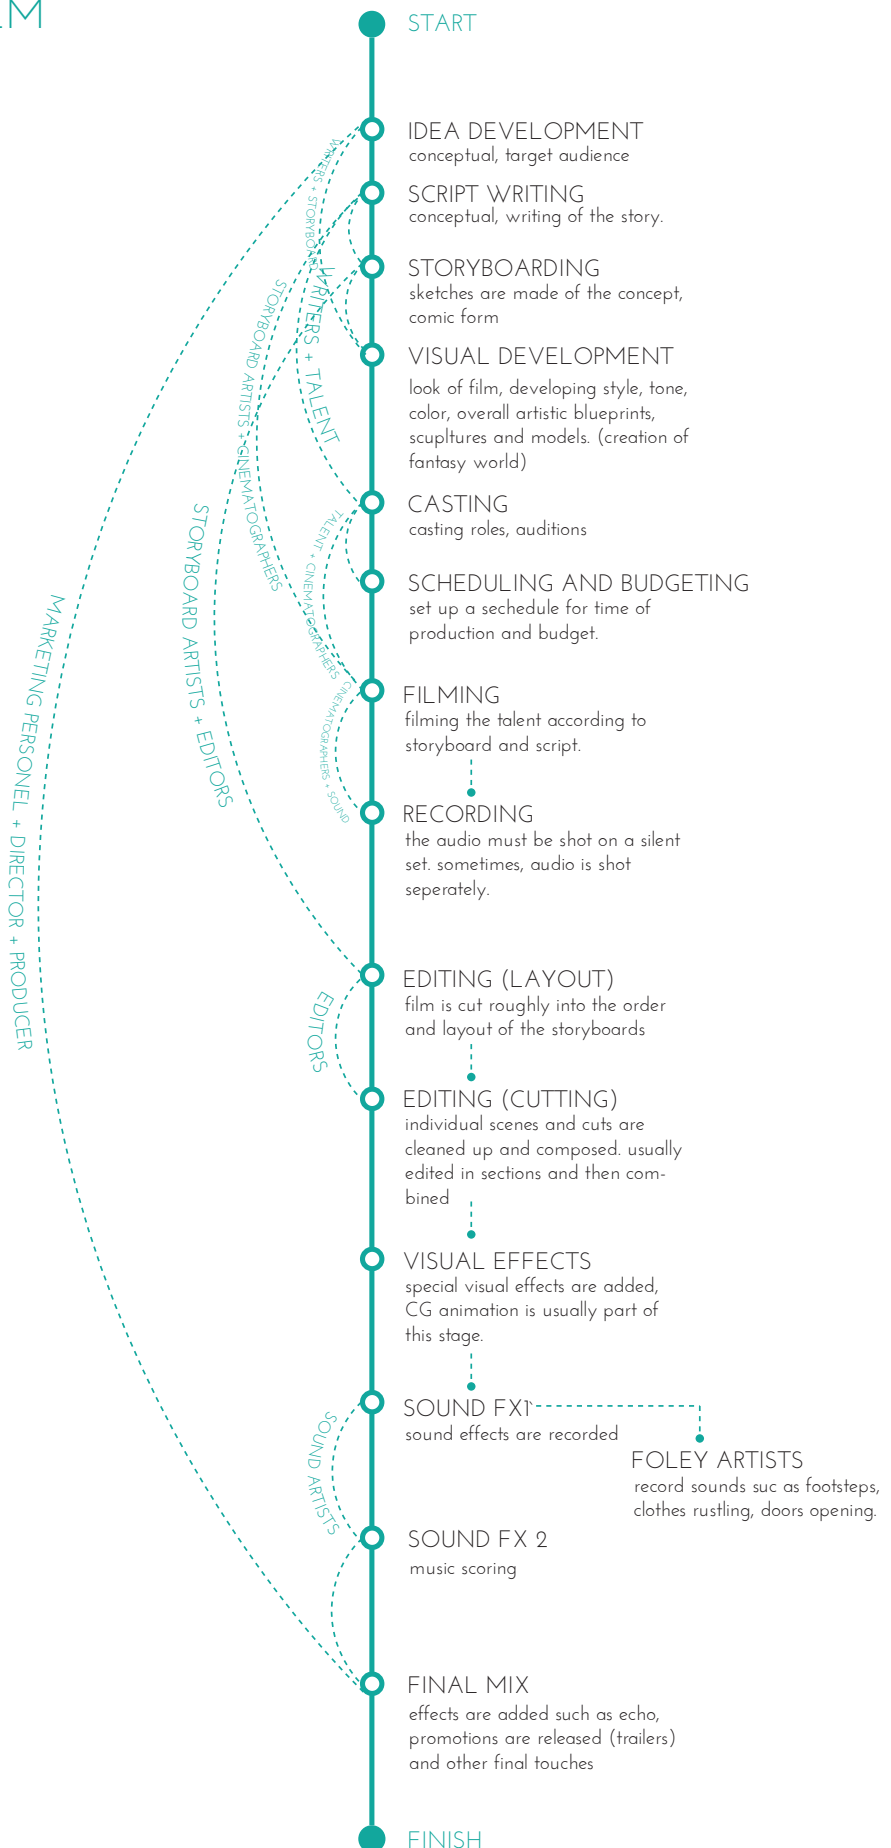 LM
START
IDEA DEVELOPMENT
conceptual, target audience
SCRIPT WRITING
conceptual, writing of the story.
STORYBOARDING
sketches are made of the concept,
comic form
VISUAL DEVELOPMENT
look of film, developing style, tone,
color, overall artistic blueprints,
scupltures and models. (creation of
fantasy world)
CASTING
casting roles, auditions
SCHEDULING AND BUDGETING
set up a sechedule for time of
production and budget.
FILMING
filming the talent according to
storyboard and script.
RECORDING
the audio must be shot on a silent
set. sometimes, audio is shot
seperately.
EDITING (LAYOUT)
film is cut roughly into the order
and layout of the storyboards
EDITING (CUTTING)
individual scenes and cuts are
cleaned up and composed. usually
edited in sections and then com-
bined
VISUAL EFFECTS
special visual effects are added,
CG animation is usually part of
this stage.
SOUND FX1`
sound effects are recorded
FOLEY ARTISTS
record sounds suc as footsteps,
clothes rustling, doors opening.
SOUND FX 2
music scoring
FINAL MIX
effects are added such as echo,
promotions are released (trailers)
and other final touches
FINISH
WRITERS + STORYBOARD
WRITERS + TALENT
STORYBOARD ARTISTS + CINEMATOGRAPHERS
TALENT + CINEMATOGRAPHERS
CINEMATOGRAPHERS + SOUND
STORYBOARD ARTISTS + EDITORS
MARKETING PERSONEL + DIRECTOR + PRODUCER
EDITORS
SOUND ARTISTS